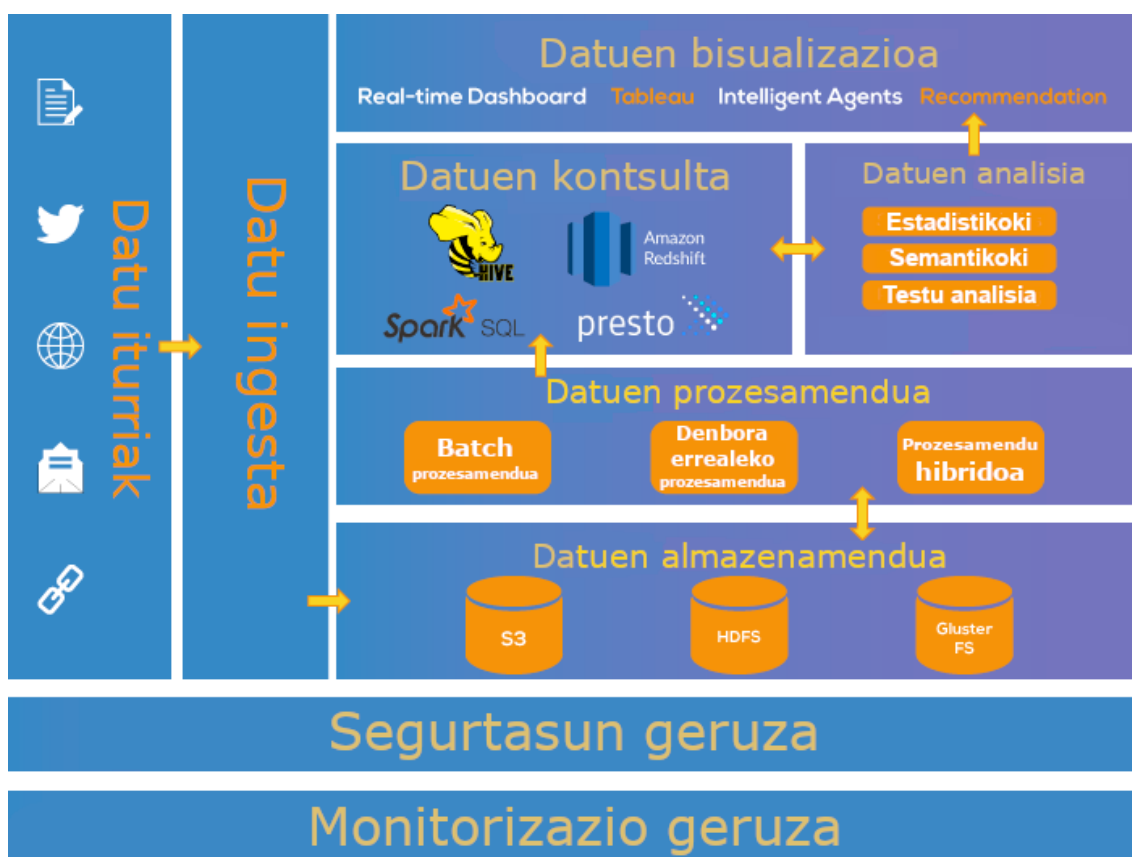 Datu iturriak
Datu ingesta
Datuen bisualizazioa
Real-time Dashboard Tableau Intelligent Agents Recommendation
Datuen kontsulta
HIVE
Amazon
Redshift
Spark SQL
presto
Datuen analisia
Estadistikoki
Semantikoki
Testu analisia
Datuen prozesamendua
Batch
prozesamendua
Denbora
errealeko
prozesamendua
Prozesamendu
hibridoa
Datuen almazenamendua
S3
HDFS
Gluster
FS
Segurtasun geruza
Monitorizazio geruza